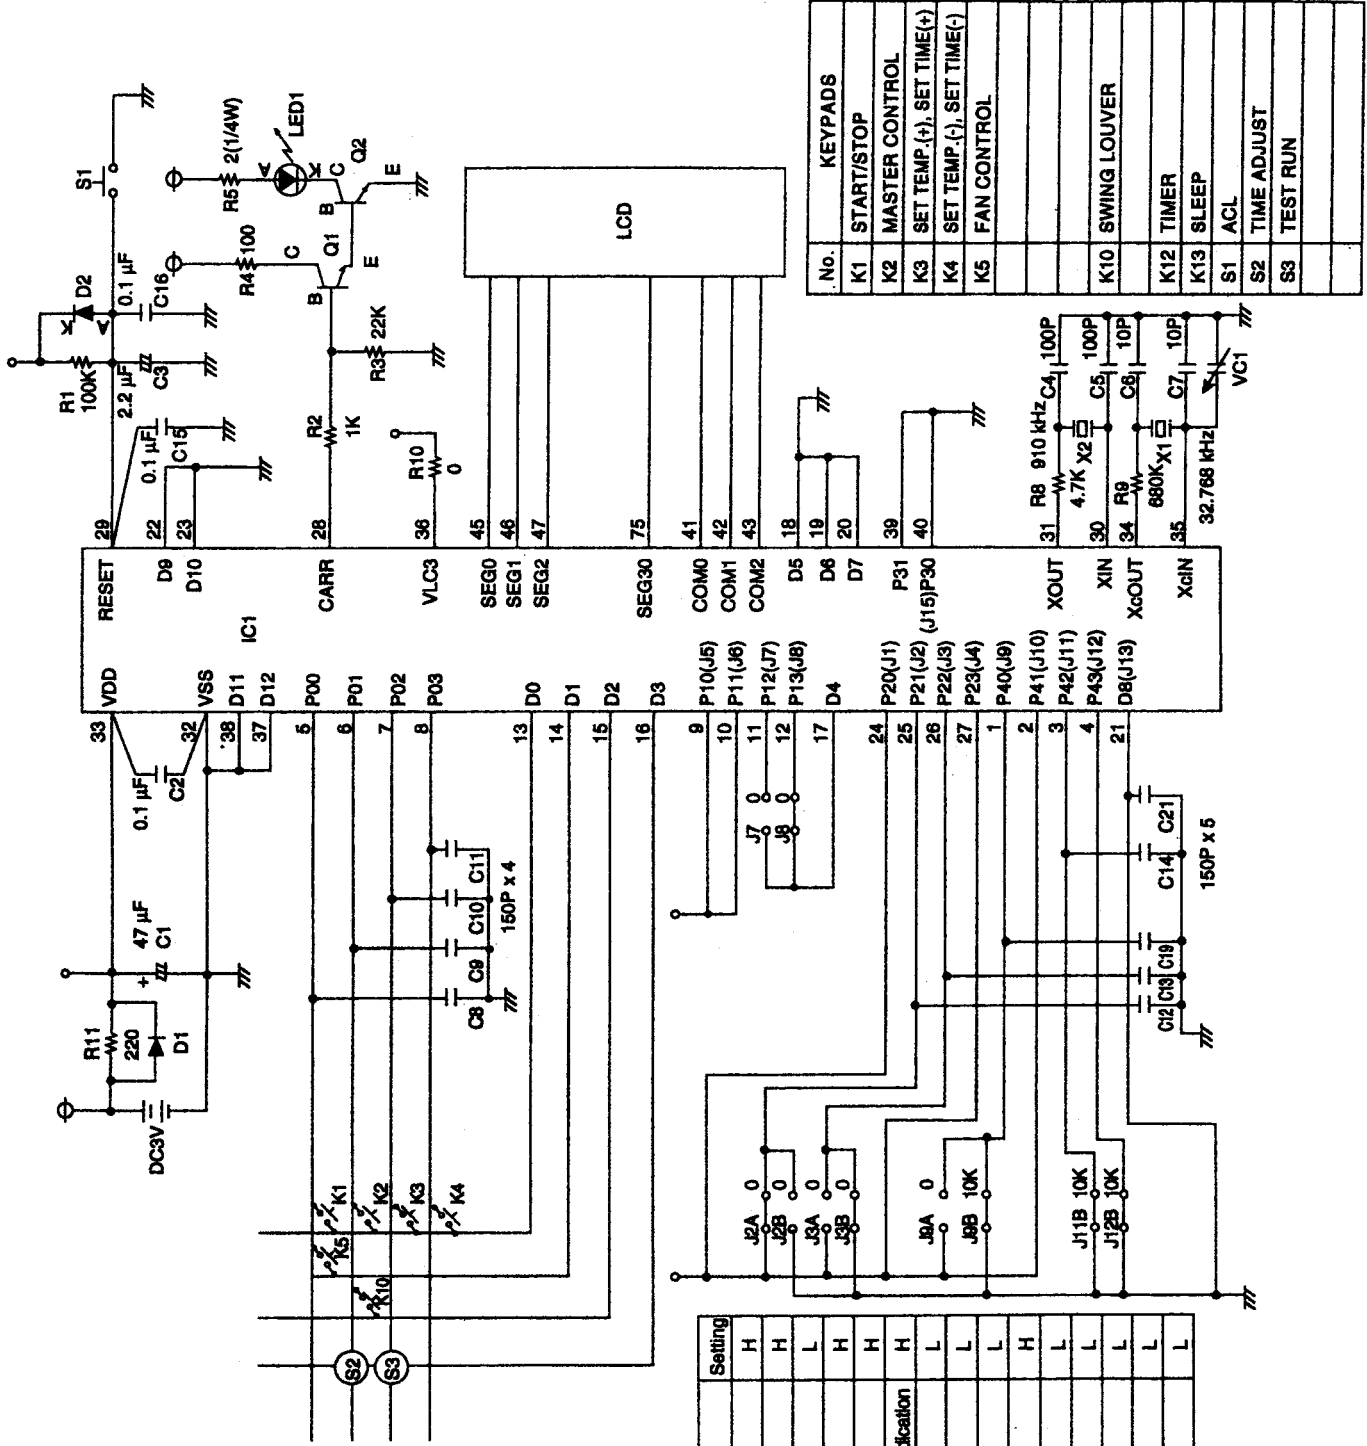 No. KEYPADS
K1 START/STOP
K2 MASTER CONTROL
K3 SET TEMP.(+), SET TIME(+)
K4 SET TEMP.(-), SET TIME(-)
K5 FAN CONTROL
K10 SWING LOUVER
K12 TIMER
K13 SLEEP
S1 ACL
S2 TIME ADJUST
S3 TEST RUN
R1
100K
D2
K
A
2.2 µF
C3
0.1 µF
C16
S1
0.1 µF
C15
R2
1K
R3
22K
R4
100
R5
2(1/4W)
A
K
LED1
C
B
Q1
E
C
B
Q2
E
R10
0
LCD
R8
4.7K
910 kHz
X2
C4
100P
C5
100P
R9
680K
X1
32.768 kHz
C6
10P
C7
10P
VC1
29
22
23
28
36
45
46
47
75
41
42
43
18
19
20
39
40
31
30
34
35
RESET
D9
D10
CARR
VLC3
SEG0
SEG1
SEG2
SEG30
COM0
COM1
COM2
D5
D6
D7
P31
(J15)P30
XOUT
XIN
XcOUT
XcIN
IC1
VDD
VSS
D11
D12
P00
P01
P02
P03
D0
D1
D2
D3
P10(J5)
P11(J6)
P12(J7)
P13(J8)
D4
P20(J1)
P21(J2)
P22(J3)
P23(J4)
P40(J9)
P41(J10)
P42(J11)
P43(J12)
D8(J13)
33
32
38
37
5
6
7
8
13
14
15
16
9
10
11
12
17
24
25
26
27
1
2
3
4
21
0.1 µF
C2
+
47 µF
C1
R11
220
D1
DC3V
C8
C9
C10
C11
150P x 4
J7
0
J8
0
C12
C13
C19
C14
C21
150P x 5
K1
K2
K3
K4
K5
K10
S2
S3
J2A
0
J2B
0
J3A
0
J3B
0
J9A
0
J9B
10K
J11B
10K
J12B
10K
Setting
H
H
L
H
H
dication H
L
L
L
H
L
L
L
L
L